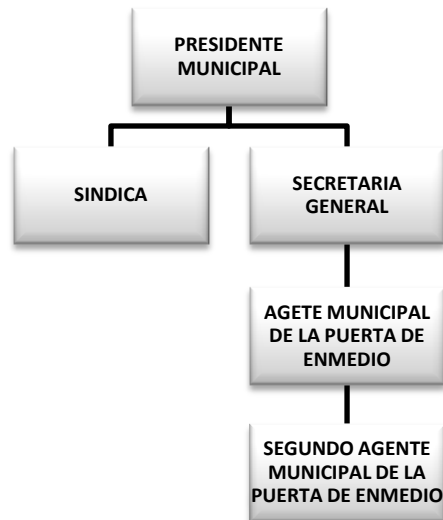 PRESIDENTE
MUNICIPAL
SINDICA
SECRETARIA
GENERAL
AGETE MUNICIPAL
DE LA PUERTA DE
ENMEDIO
SEGUNDO AGENTE
MUNICIPAL DE LA
PUERTA DE ENMEDIO